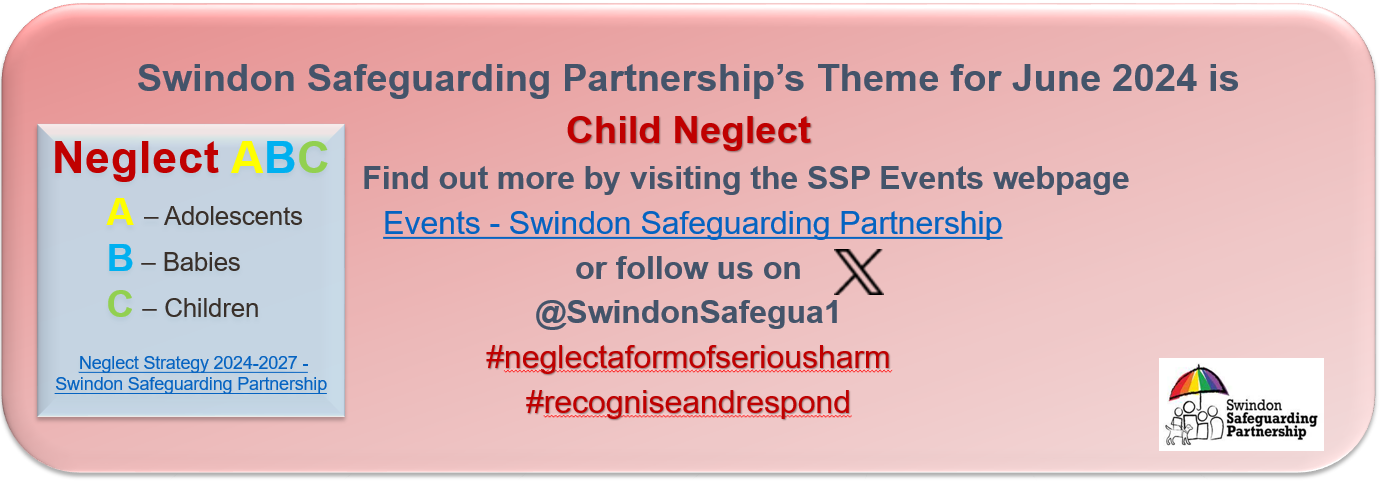 Swindon Safeguarding Partnership’s Theme for June 2024 is
Child Neglect
Neglect ABC
A – Adolescents
B – Babies
C – Children
Neglect Strategy 2024-2027 -
Swindon Safeguarding Partnership
Find out more by visiting the SSP Events webpage
Events - Swindon Safeguarding Partnership
or follow us on X
@SwindonSafegua1
#neglectaformofseriousharm
#recogniseandrespond
Swindon
Safeguarding
Partnership